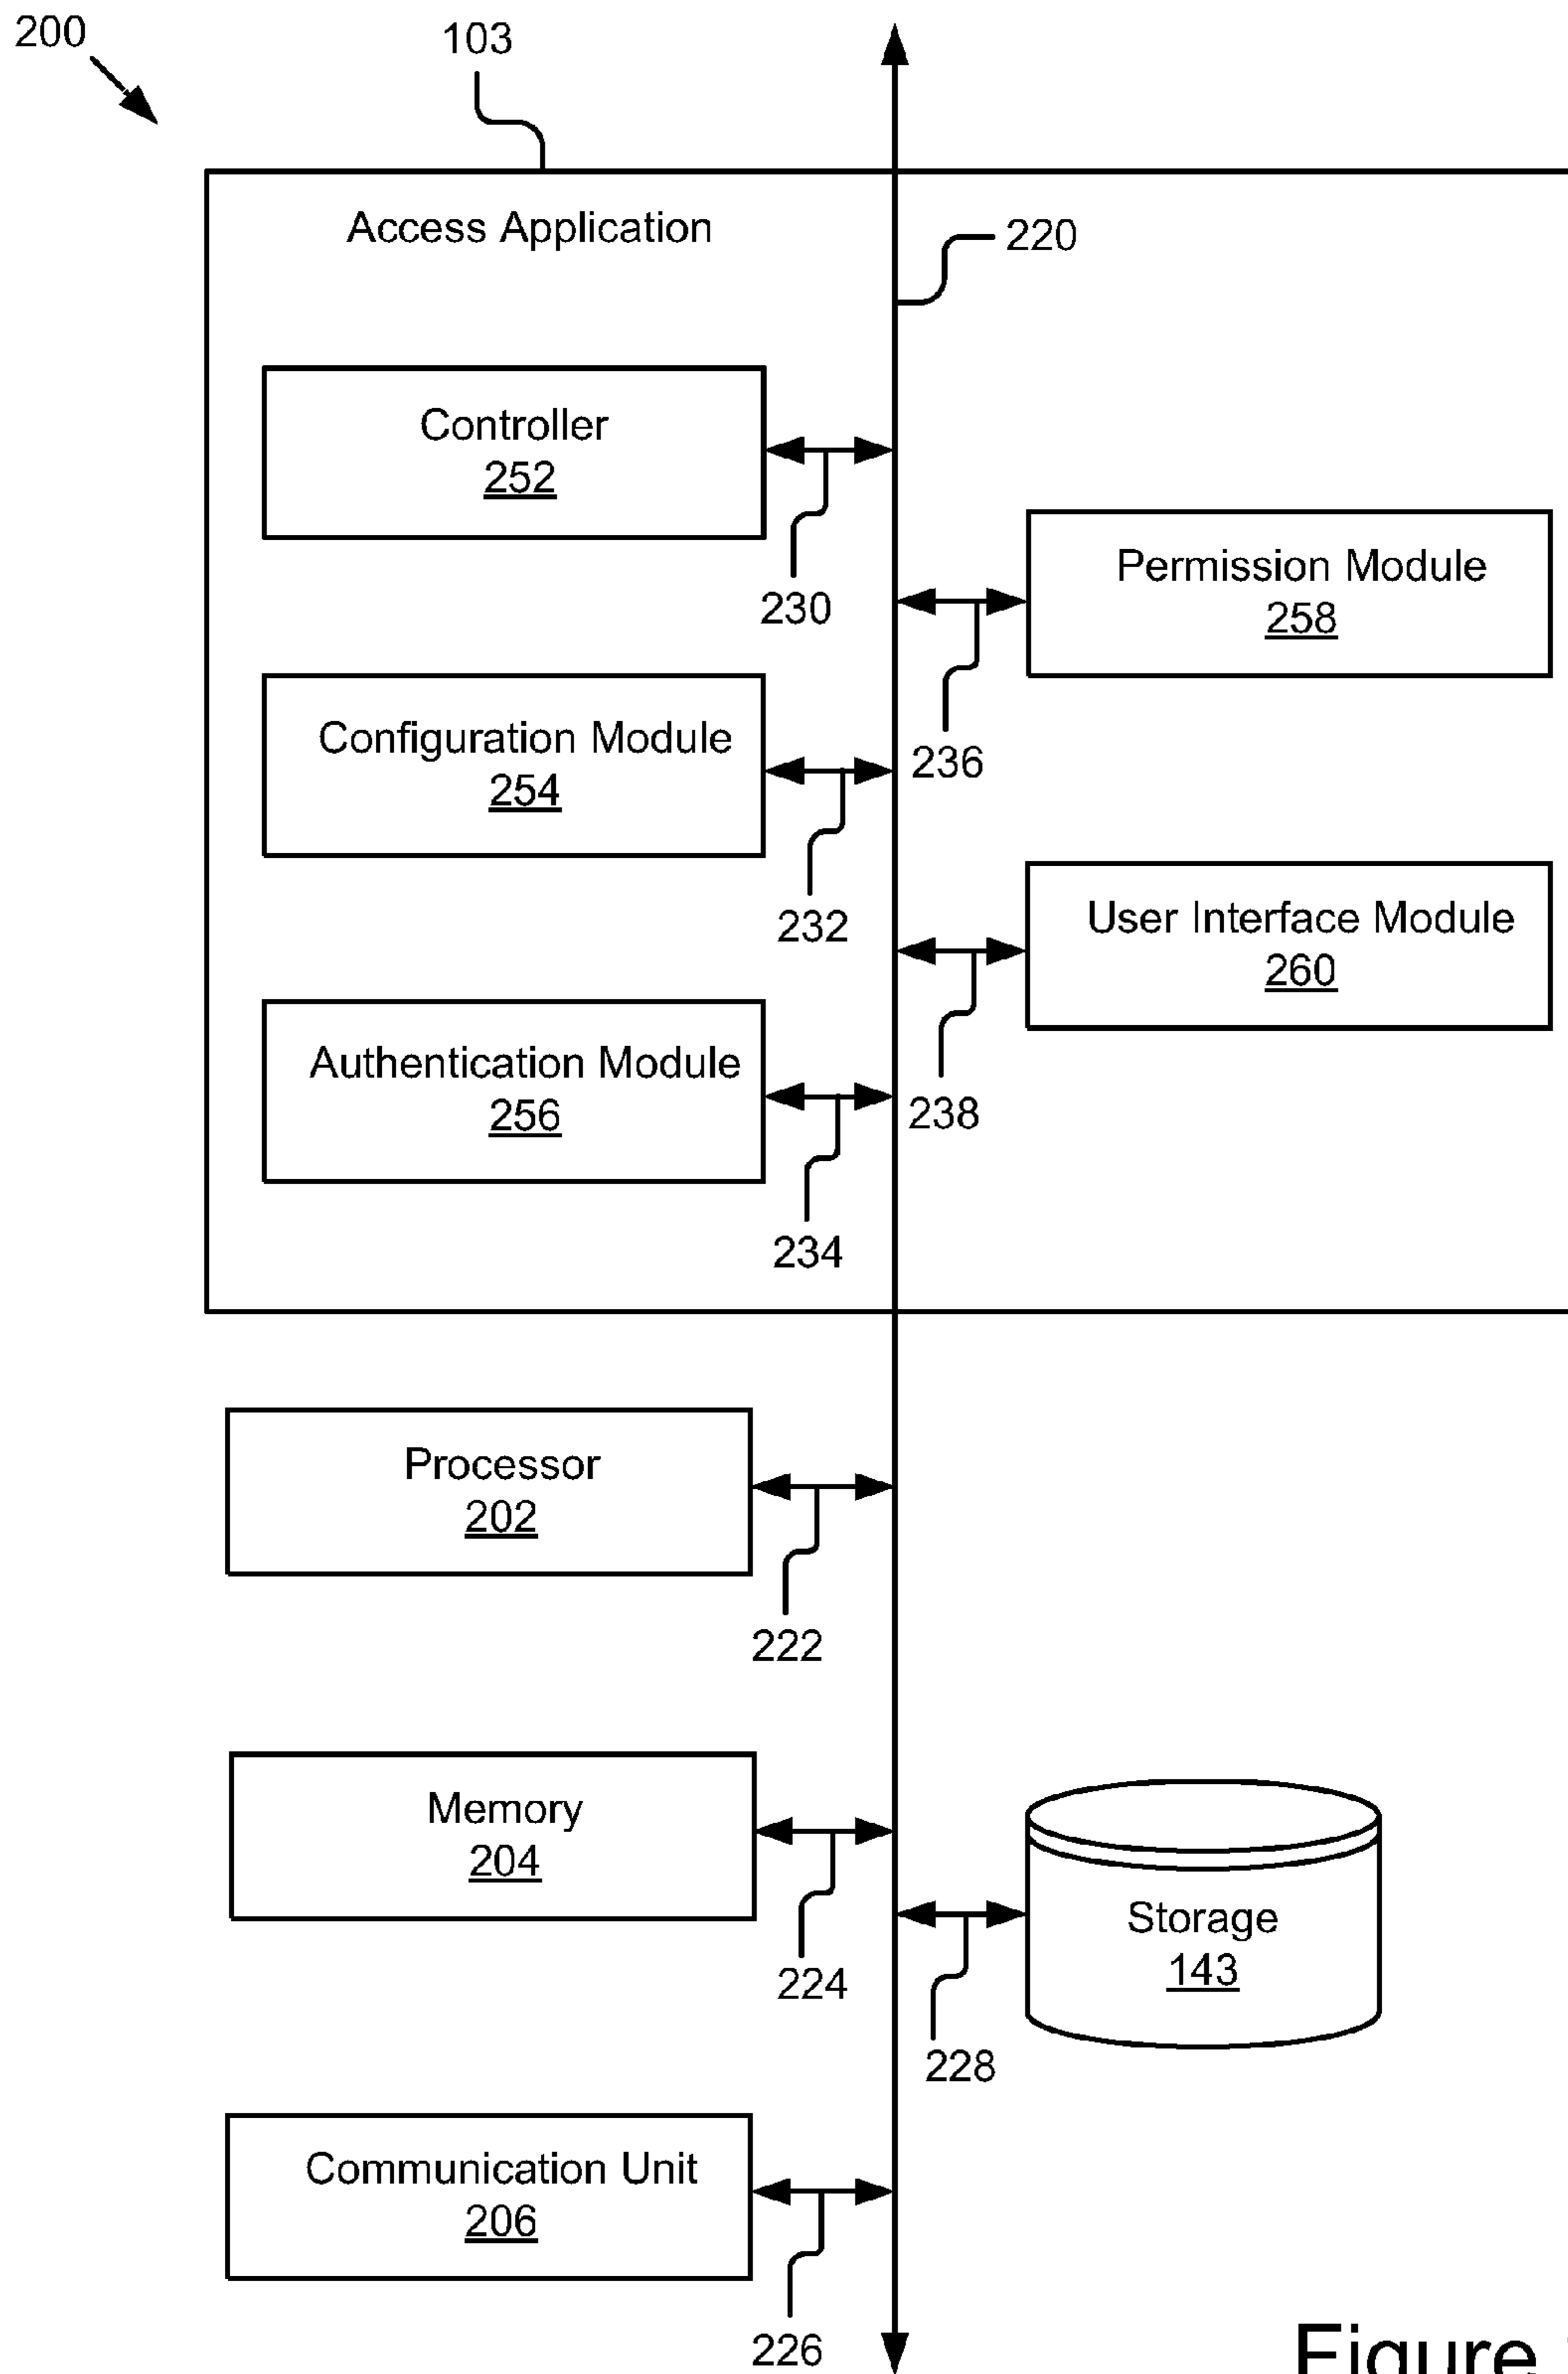 200
103
Access Application
220
Controller
252
230
Permission Module
258
236
Configuration Module
254
232
User Interface Module
260
238
Authentication Module
256
234
Processor
202
222
Memory
204
224
Storage
143
228
Communication Unit
206
226
Figure